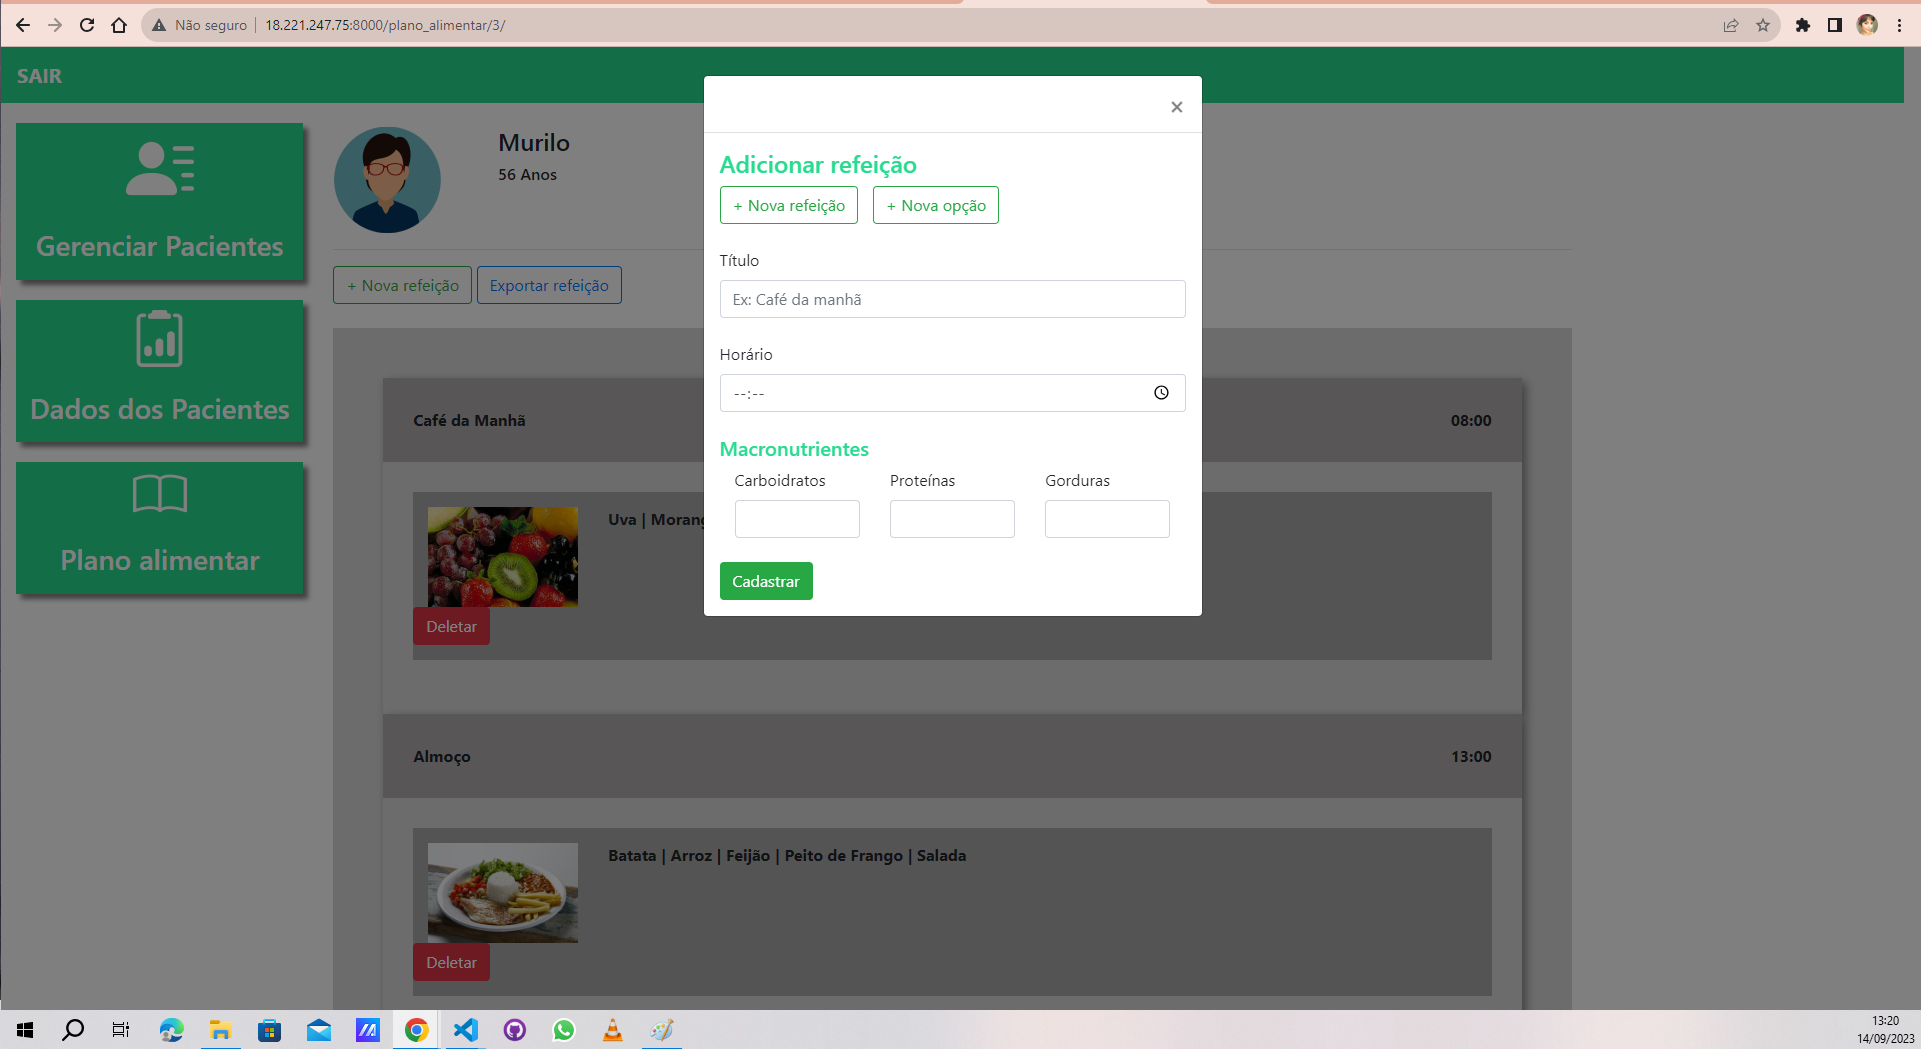 Não seguro
18.221.247.75:8000/plano_alimentar/3/
SAIR
Gerenciar Pacientes
Dados dos Pacientes
Plano alimentar
Murilo
56 Anos
+ Nova refeição
Exportar refeição
×
Adicionar refeição
+ Nova refeição
+ Nova opção
Título
Ex: Café da manhã
Horário
--:--
Macronutrientes
Carboidratos Proteínas Gorduras
Cadastrar
Café da Manhã 08:00
Uva |
Deletar
Almoço 13:00
Batata | Arroz | Feijão | Peito de Frango | Salada
Deletar
13:20
14/09/2023